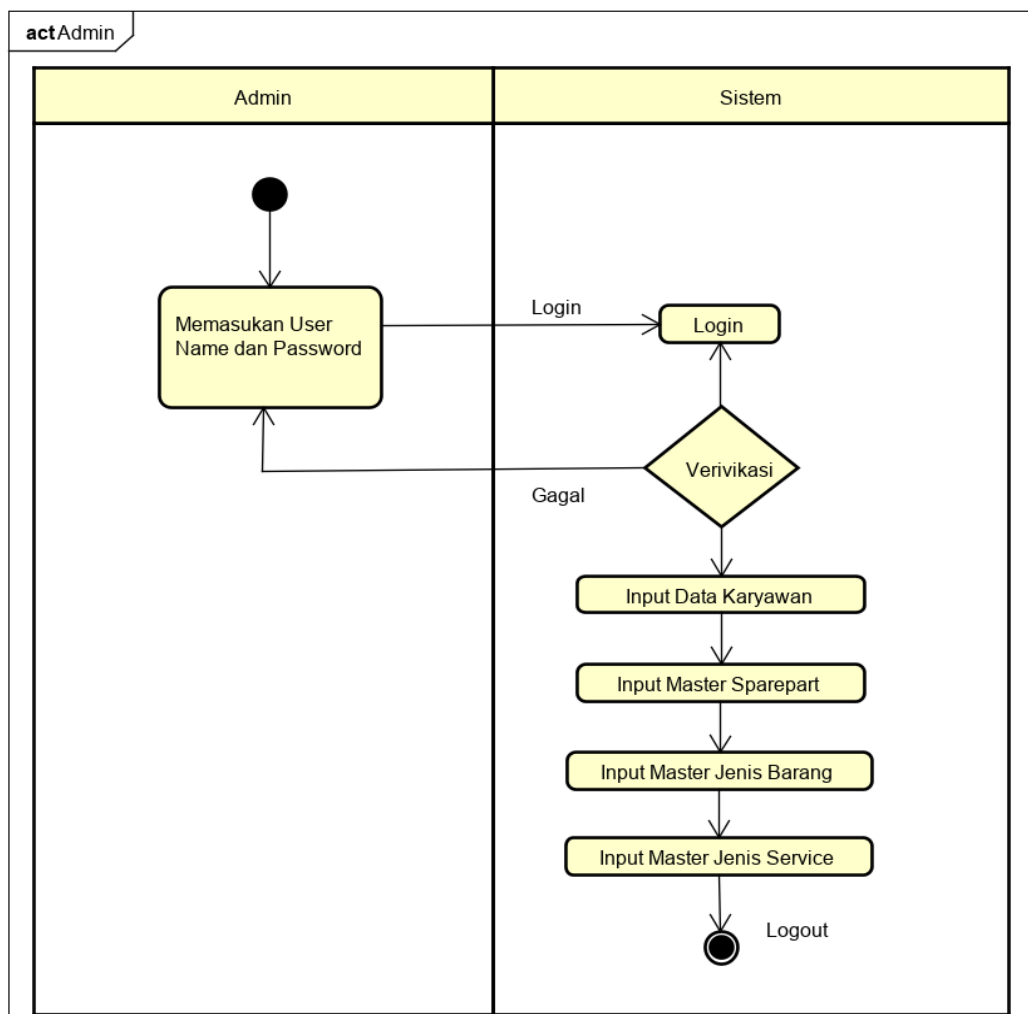 act Admin
Admin
Sistem
Memasukan User
Name dan Password
Login
Login
Verivikasi
Gagal
Input Data Karyawan
Input Master Sparepart
Input Master Jenis Barang
Input Master Jenis Service
Logout